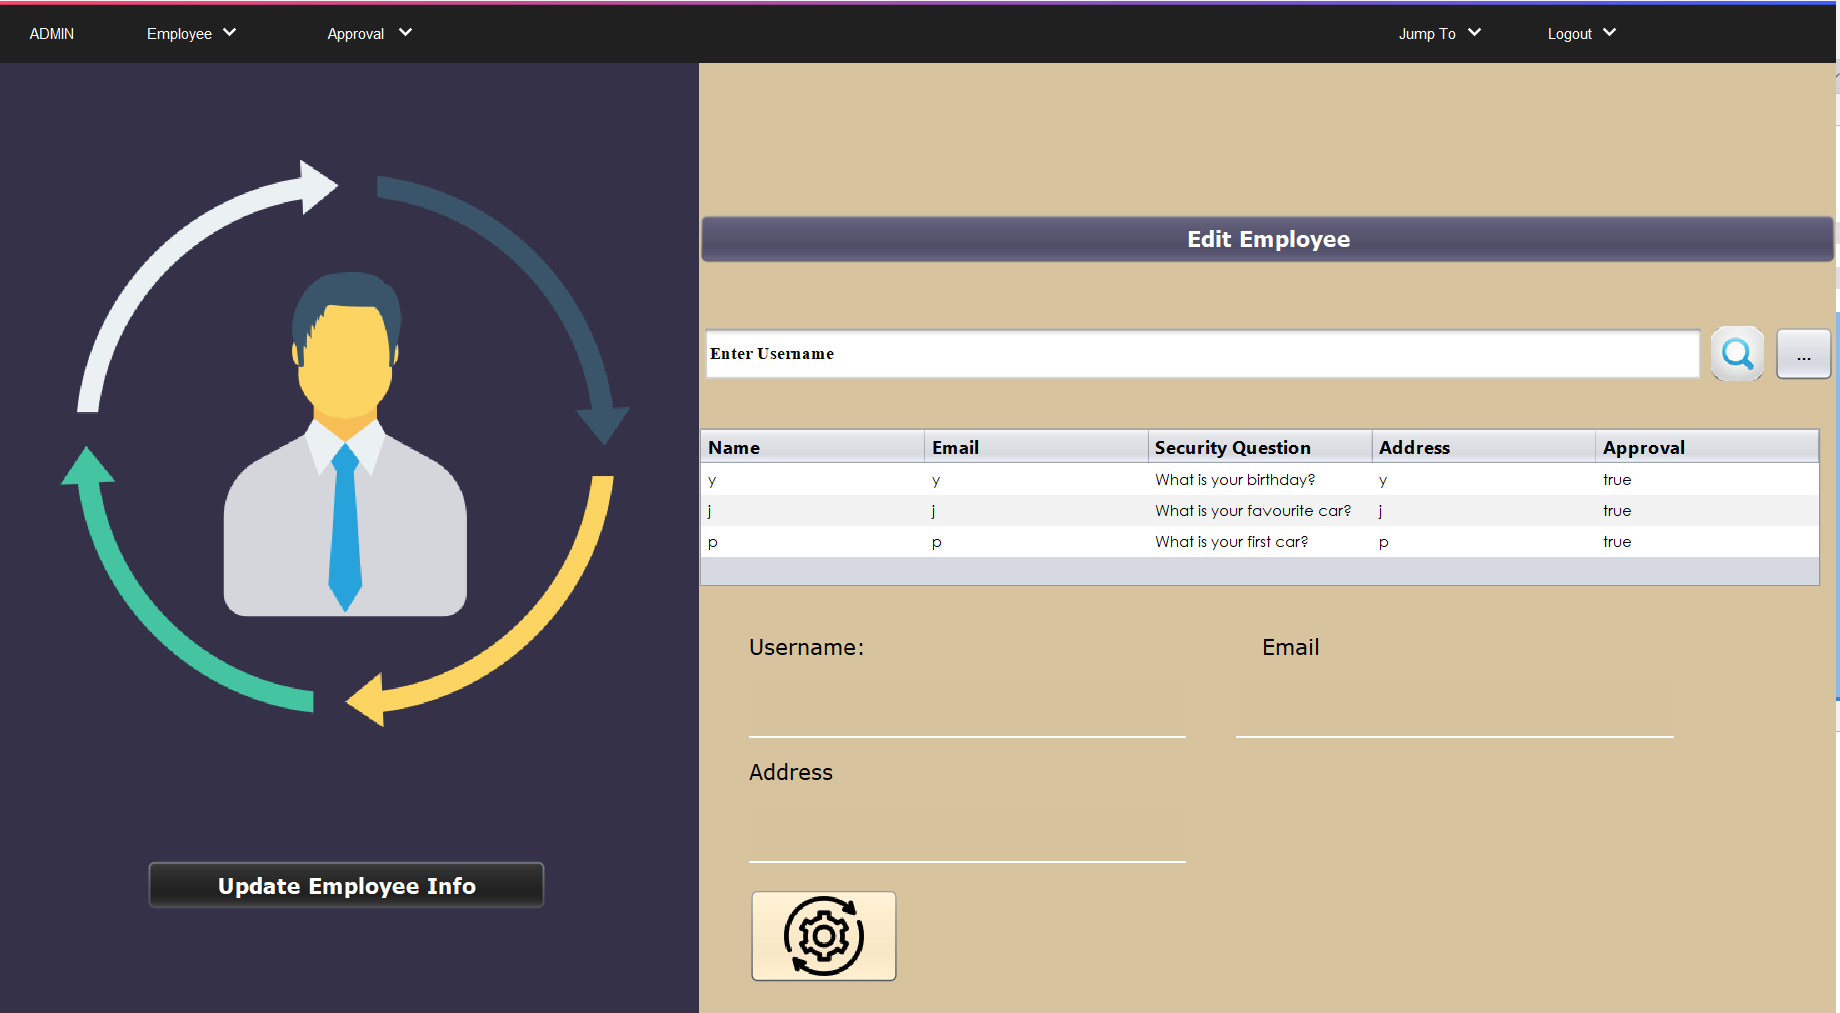 ADMIN Employee Approval Jump To Logout
Edit Employee
Enter Username
...
Name Email Security Question Address Approval
y y What is your birthday? y true
j j What is your favourite car? j true
p p What is your first car? p true
Username: Email
Address
Update Employee Info